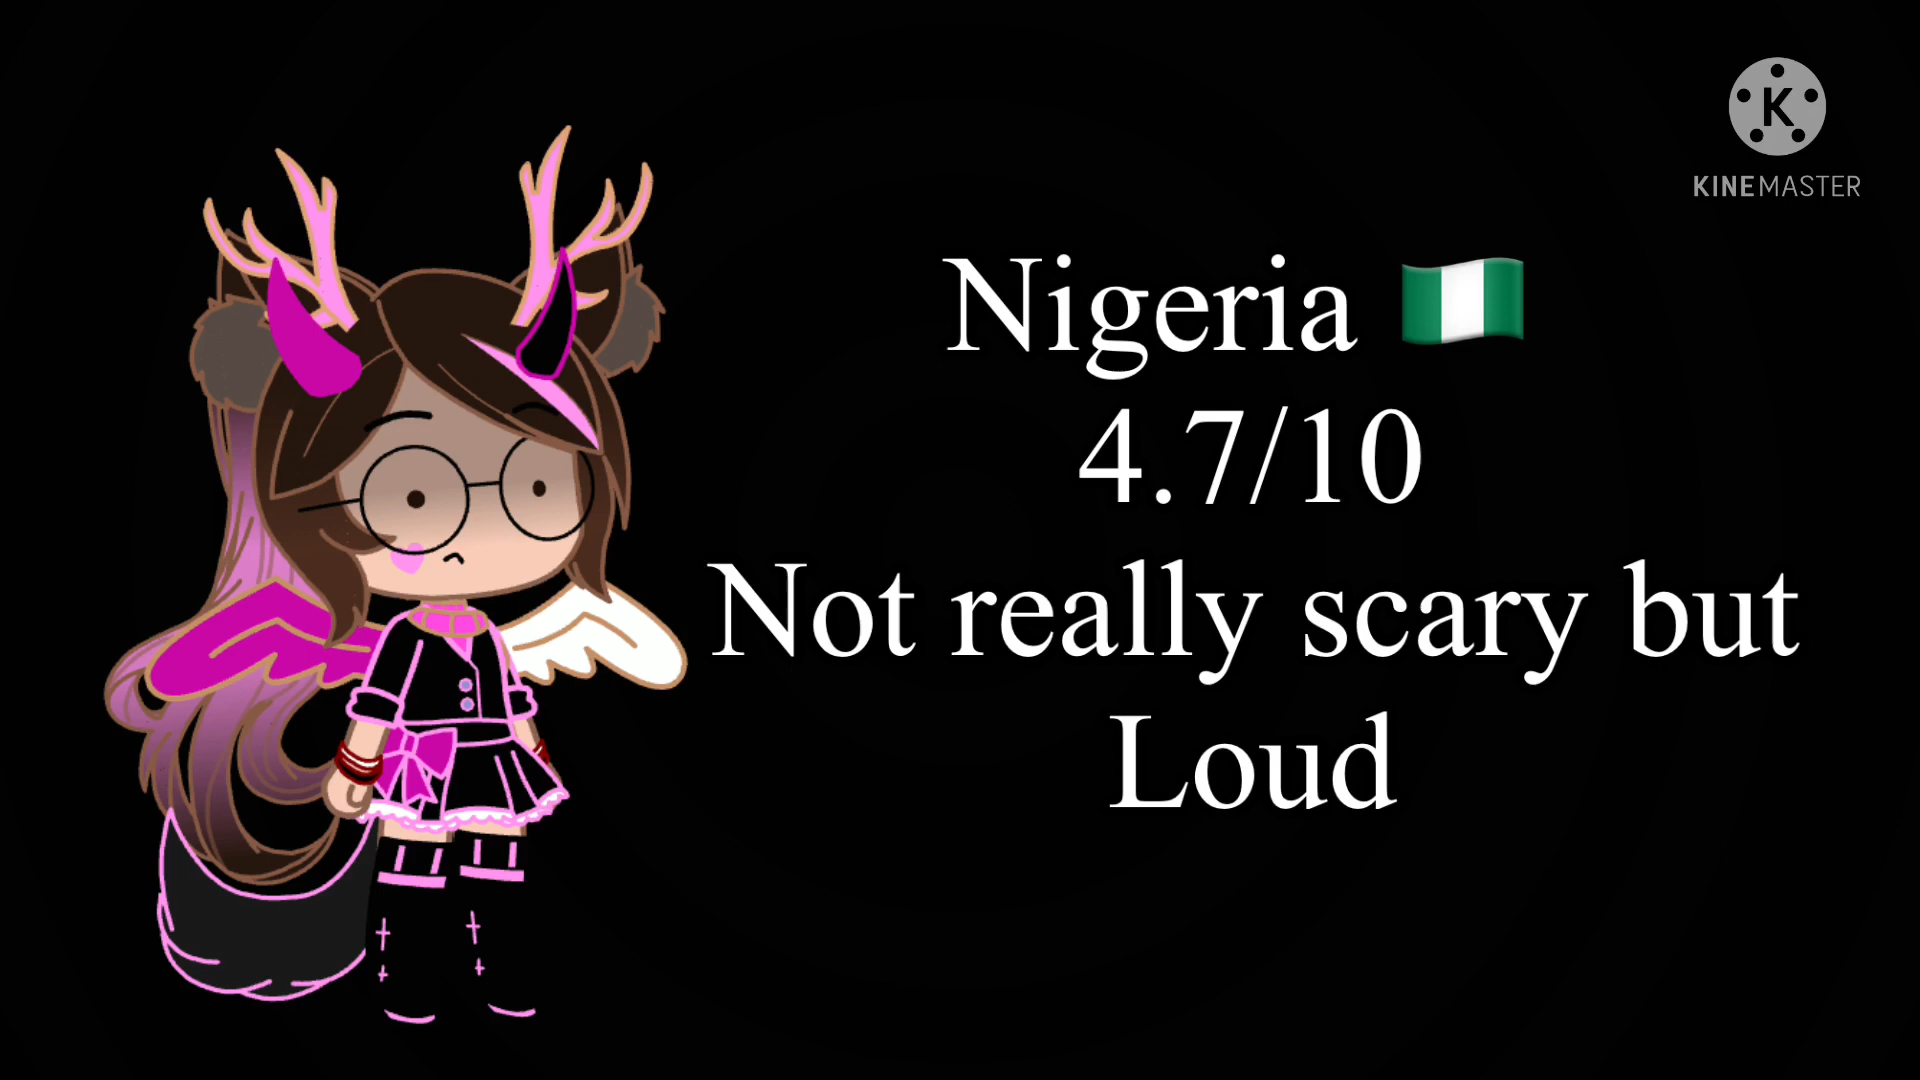 K
KINEMASTER
Nigeria 🇳🇬
4.7/10
Not really scary but
Loud